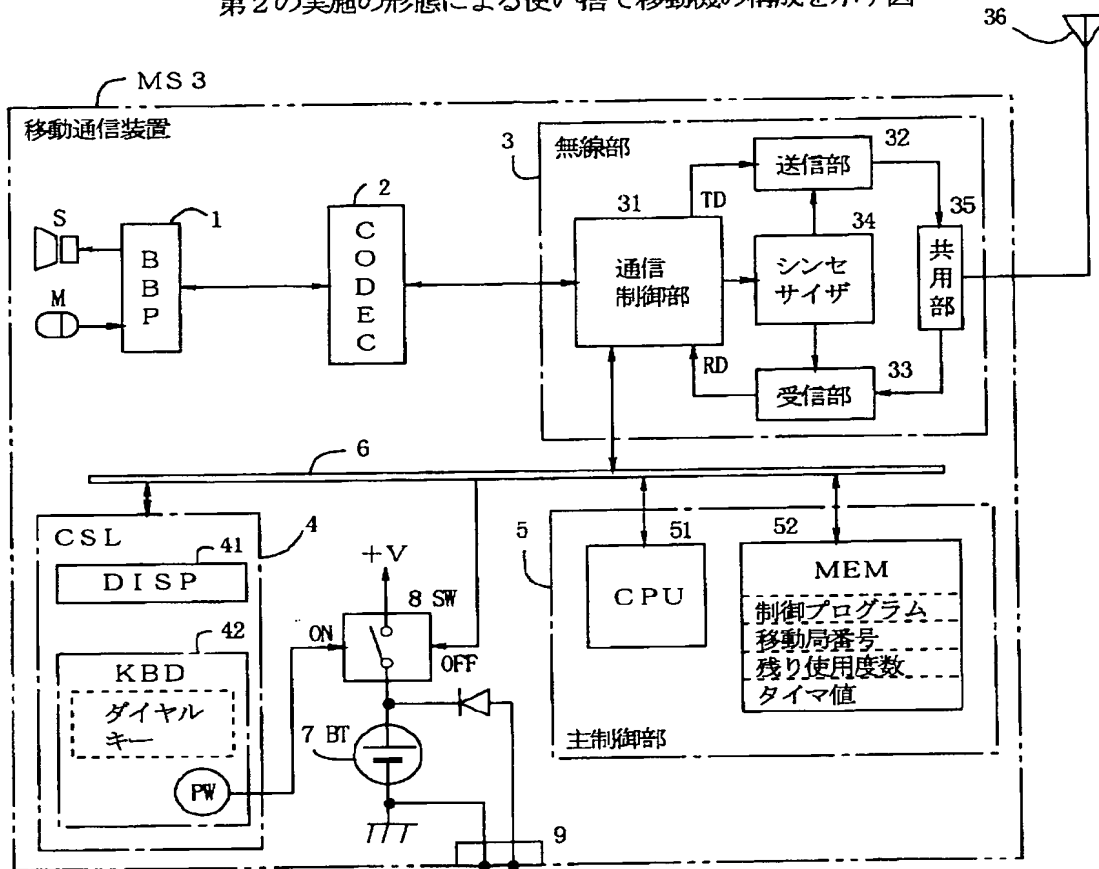 第2の実施の形態による使い捨て移動機の構成を示す図
36
MS3
移動通信装置
3
無線部
32
送信部
S
M
1
BBP
2
CODEC
31
通信
制御部
TD
RD
34
シンセ
サイザ
35
共用部
33
受信部
6
CSL
4
41
DISP
42
KBD
ダイヤル
キー
PW
+V
8 SW
ON
OFF
7 BT
9
5
51
CPU
52
MEM
制御プログラム
移動局番号
残り使用度数
タイマ値
主制御部